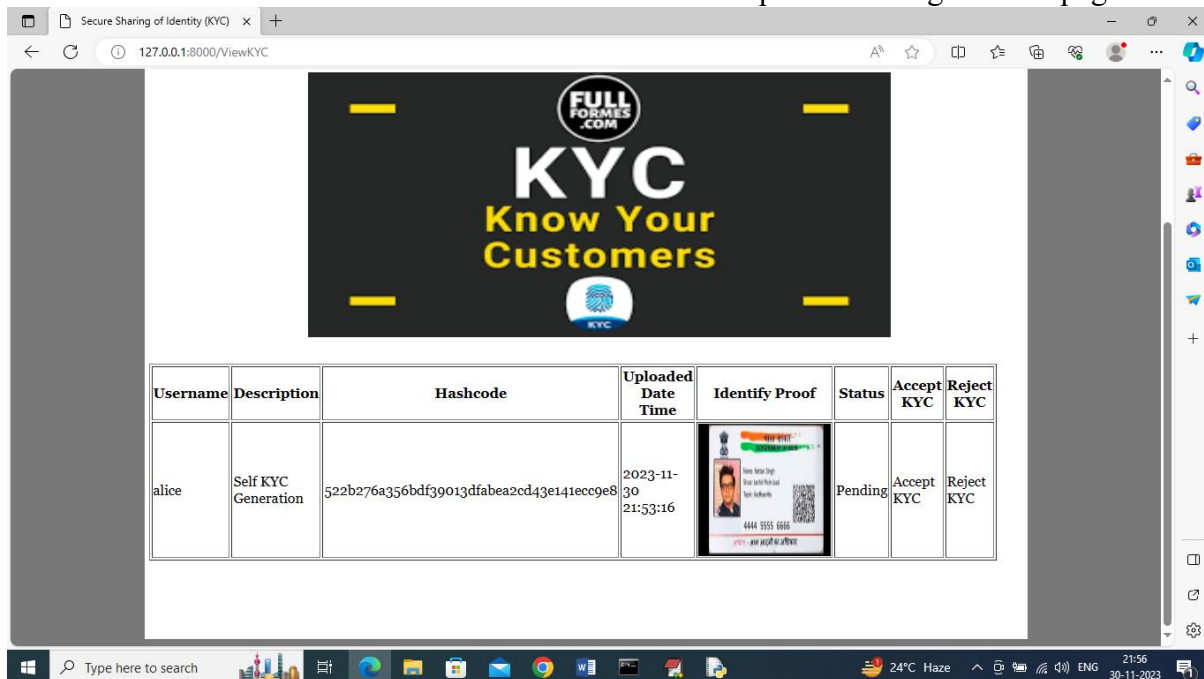 Secure Sharing of Identity (KYC)
127.0.0.1:8000/ViewKYC
FULL
FORMES
.COM
KYC
Know Your
Customers
KYC
Username Description Hashcode Uploaded Date Time Identify Proof Status Accept KYC Reject KYC
alice Self KYC Generation 522b276a356bdf39013dfabea2cd43e141ecc9e8 2023-11-30 21:53:16 Pending Accept KYC Reject KYC
4444 5555 6666
Type here to search
24°C Haze
ENG
21:56
30-11-2023